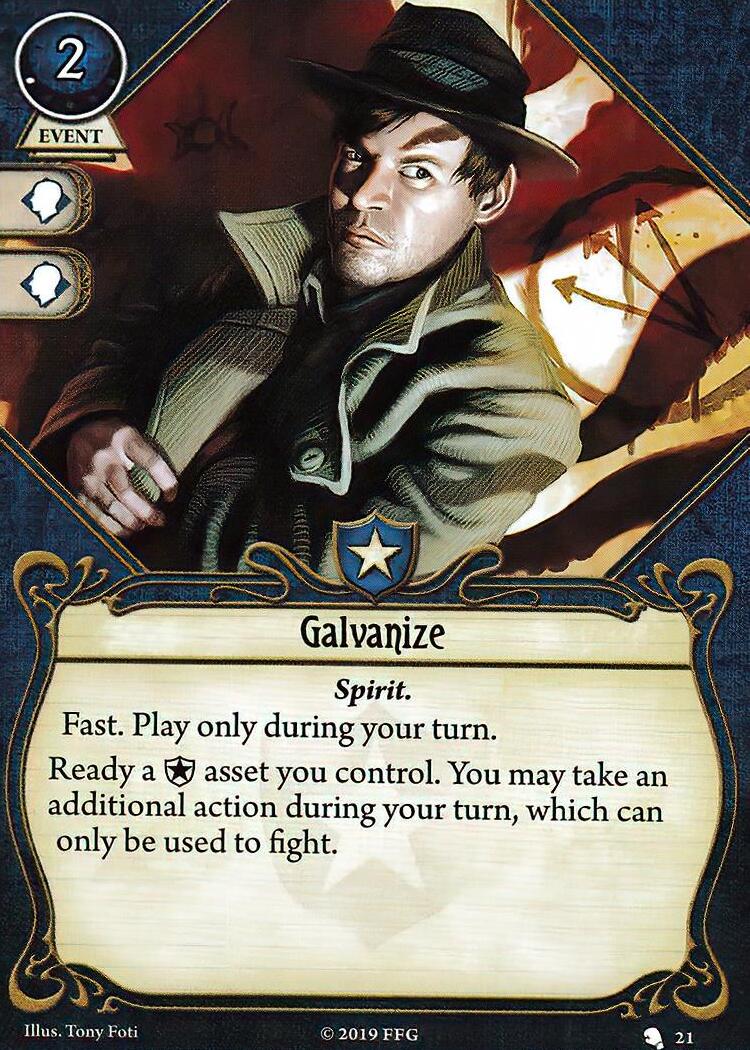 2
EVENT
Galvanize
Spirit.
Fast. Play only during your turn.
Ready a asset you control. You may take an
additional action during your turn, which can
only be used to fight.
Illus. Tony Foti
© 2019 FFG
21